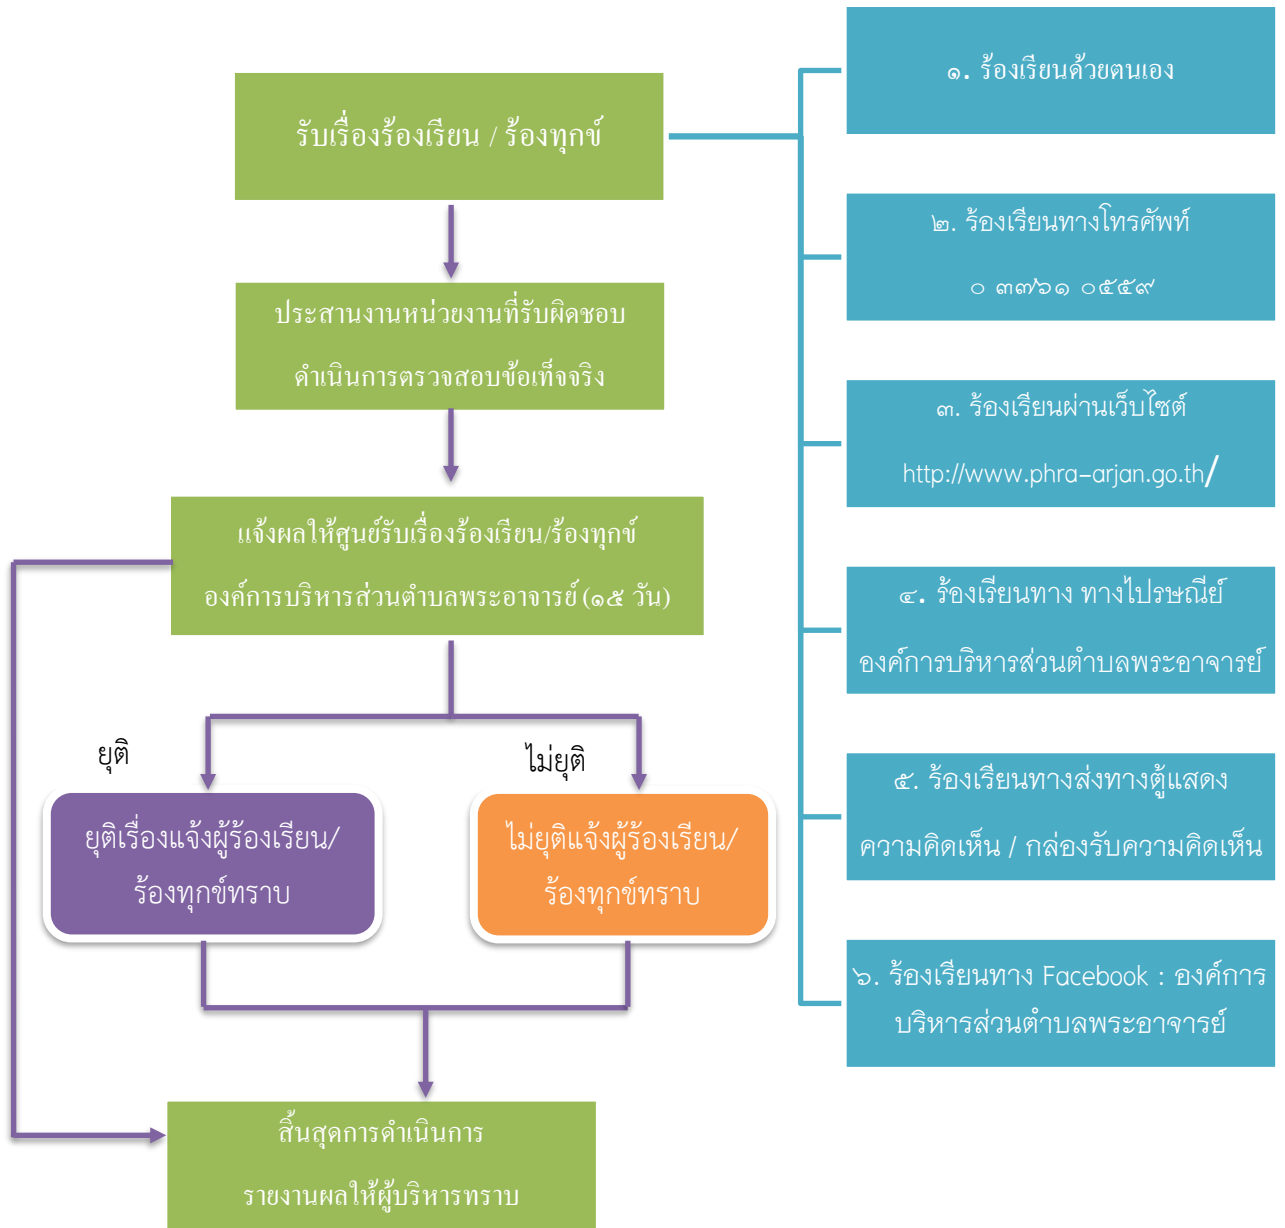 รับเรื่องร้องเรียน / ร้องทุกข์
ประสานงานหน่วยงานที่รับผิดชอบ
ดำเนินการตรวจสอบข้อเท็จจริง
แจ้งผลให้ศูนย์รับเรื่องร้องเรียน/ร้องทุกข์
องค์การบริหารส่วนตำบลพระอาจารย์ (๑๕ วัน)
ยุติ
ไม่ยุติ
ยุติเรื่องแจ้งผู้ร้องเรียน/
ร้องทุกข์ทราบ
ไม่ยุติแจ้งผู้ร้องเรียน/
ร้องทุกข์ทราบ
สิ้นสุดการดำเนินการ
รายงานผลให้ผู้บริหารทราบ
๑. ร้องเรียนด้วยตนเอง
๒. ร้องเรียนทางโทรศัพท์
๐ ๓๗๖๑ ๐๕๕๙
๓. ร้องเรียนผ่านเว็บไซต์
http://www.phra-arjan.go.th/
๔. ร้องเรียนทาง ทางไปรษณีย์
องค์การบริหารส่วนตำบลพระอาจารย์
๕. ร้องเรียนทางส่งทางตู้แสดง
ความคิดเห็น / กล่องรับความคิดเห็น
๖. ร้องเรียนทาง Facebook : องค์การ
บริหารส่วนตำบลพระอาจารย์